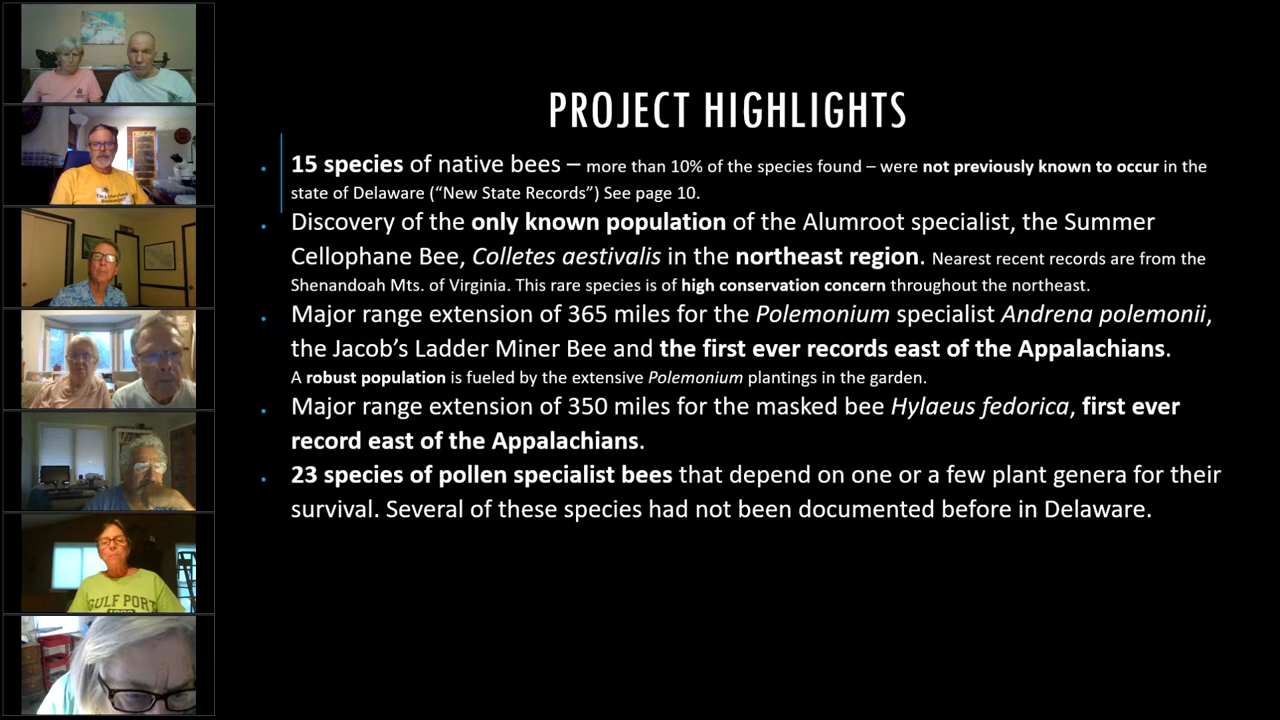 PROJECT HIGHLIGHTS
• 15 species of native bees – more than 10% of the species found – were not previously known to occur in the
state of Delaware (“New State Records”) See page 10.
• Discovery of the only known population of the Alumroot specialist, the Summer
Cellophane Bee, Colletes aestivalis in the northeast region. Nearest recent records are from the
Shenandoah Mts. of Virginia. This rare species is of high conservation concern throughout the northeast.
• Major range extension of 365 miles for the Polemonium specialist Andrena polemonii,
the Jacob’s Ladder Miner Bee and the first ever records east of the Appalachians.
A robust population is fueled by the extensive Polemonium plantings in the garden.
• Major range extension of 350 miles for the masked bee Hylaeus fedorica, first ever
record east of the Appalachians.
• 23 species of pollen specialist bees that depend on one or a few plant genera for their
survival. Several of these species had not been documented before in Delaware.
GULF PORT